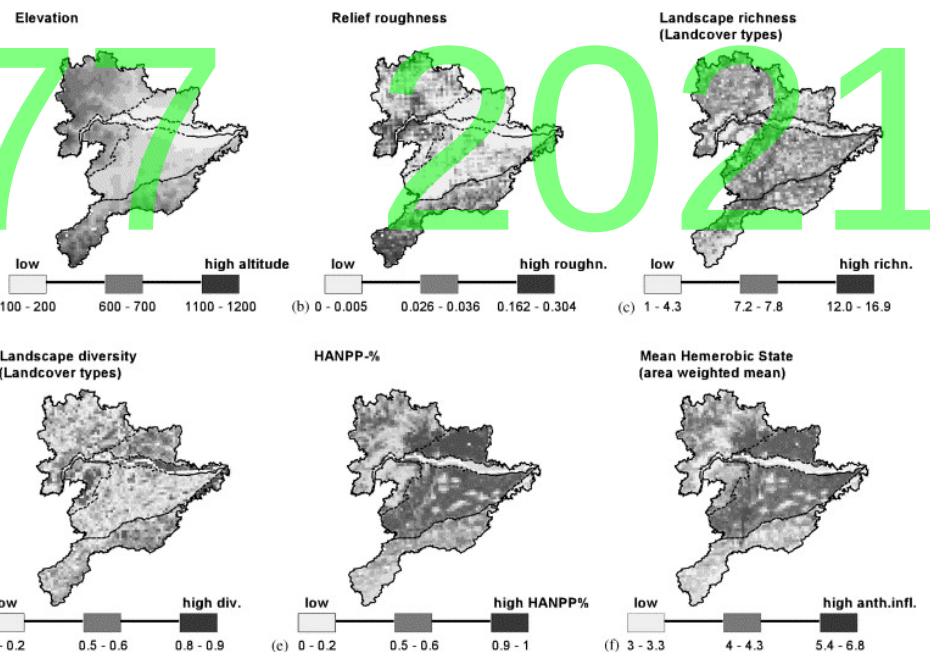 Elevation
Relief roughness
Landscape richness
(Landcover types)
77 2021
low high altitude
100 - 200 600 - 700 1100 - 1200
low high roughn.
(b) 0 - 0.005 0.026 - 0.036 0.162 - 0.304
low high richn.
(c) 1 - 4.3 7.2 - 7.8 12.0 - 16.9
Landscape diversity
(Landcover types)
HANPP-%
Mean Hemerobic State
(area weighted mean)
ow high div.
- 0.2 0.5 - 0.6 0.8 - 0.9
low high HANPP%
(e) 0 - 0.2 0.5 - 0.6 0.9 - 1
low high anth.infl.
(f) 3 - 3.3 4 - 4.3 5.4 - 6.8